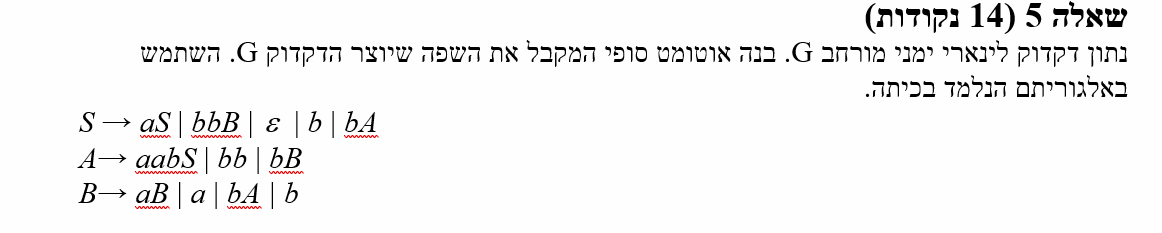 שאלה 5 (14 נקודות)
נתון דקדוק לינארי ימני מורחב G. בנה אוטומט סופי המקבל את השפה שיוצר הדקדוק G. השתמש
באלגוריתם הנלמד בכיתה.
S → aS | bbB | ε | b | bA
A → aabS | bb | bB
B → aB | a | bA | b